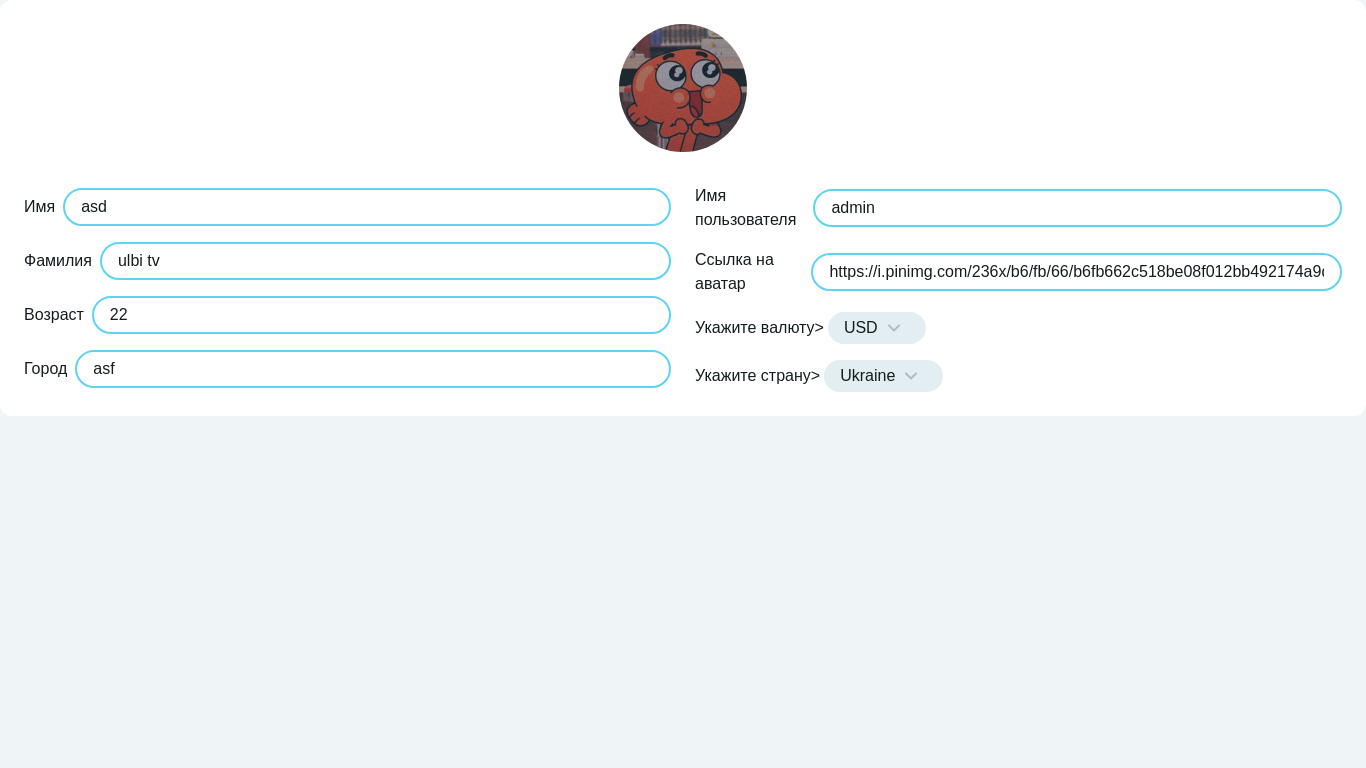 Имя asd
Фамилия ulbi tv
Возраст 22
Город asf
Имя
пользователя admin
Ссылка на
аватар https://i.pinimg.com/236x/b6/fb/66/b6fb662c518be08f012bb492174a9
Укажите валюту> USD
Укажите страну> Ukraine